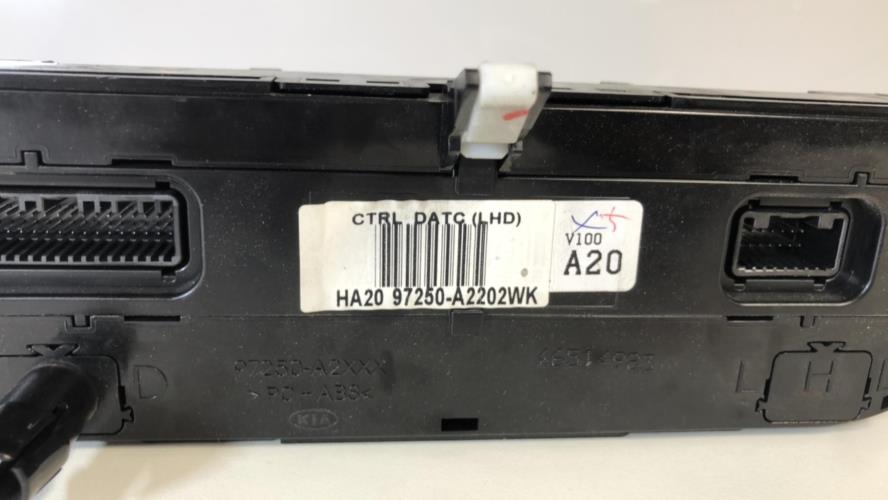 CTRL DATC (LHD)
HA20 97250-A2202WK
V100
A20
D
97250-A2XXX
>PC-ABS<
KIA
L H